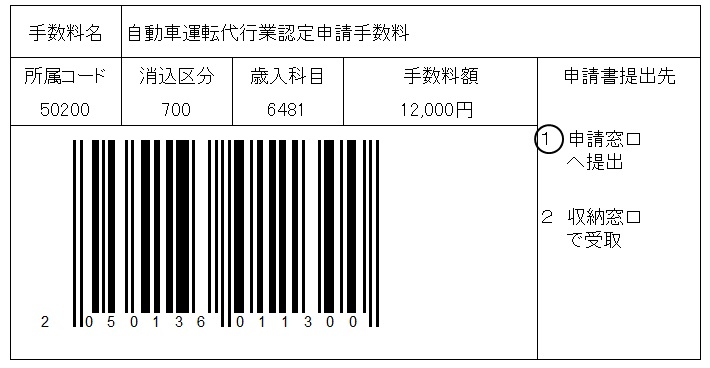 手数料名 自動車運転代行業認定申請手数料
所属コード 消込区分 歳入科目 手数料額 申請書提出先
50200 700 6481 12,000円
1 申請窓口
へ提出
2 収納窓口
で受取
2 050136 011300